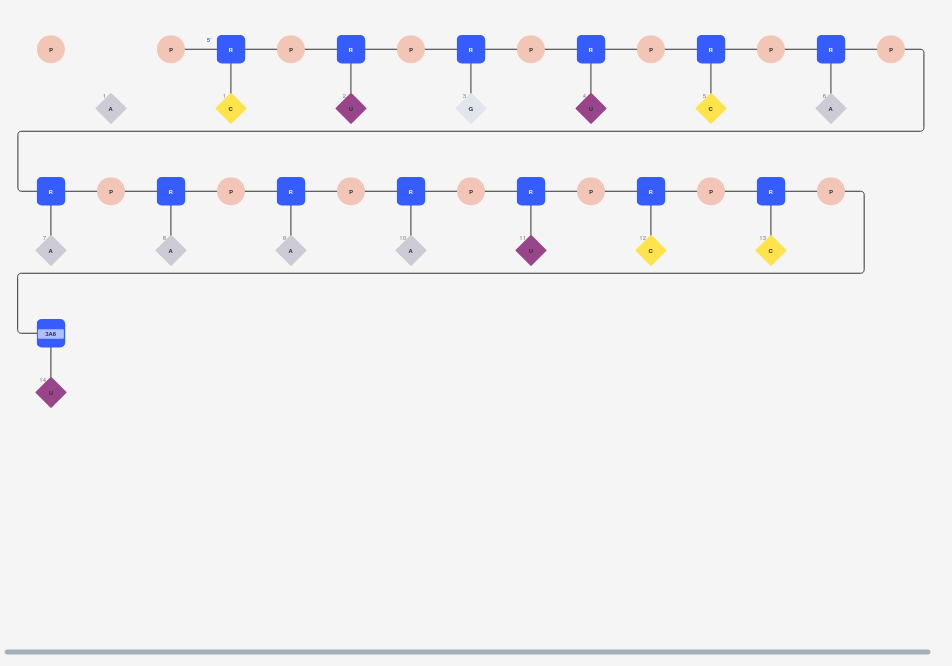 P P 5' R P R P R P R P R P R P
1 A 1 C 2 U 3 G 4 U 5 C 6 A
R P R P R P R P R P R P R P
7 A 8 A 9 A 10 A 11 U 12 C 13 C
3A6
14 U